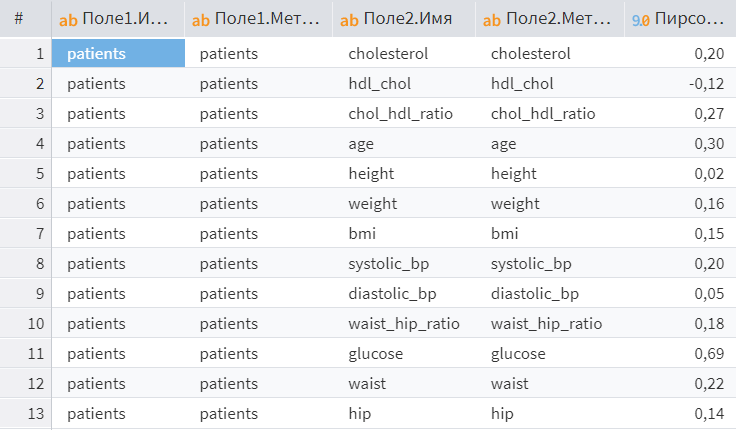 # ab Поле1.И... ab Поле1.Мет... ab Поле2.Имя ab Поле2.Мет... 9.0 Пирсо...
1 patients patients cholesterol cholesterol 0,20
2 patients patients hdl_chol hdl_chol -0,12
3 patients patients chol_hdl_ratio chol_hdl_ratio 0,27
4 patients patients age age 0,30
5 patients patients height height 0,02
6 patients patients weight weight 0,16
7 patients patients bmi bmi 0,15
8 patients patients systolic_bp systolic_bp 0,20
9 patients patients diastolic_bp diastolic_bp 0,05
10 patients patients waist_hip_ratio waist_hip_ratio 0,18
11 patients patients glucose glucose 0,69
12 patients patients waist waist 0,22
13 patients patients hip hip 0,14